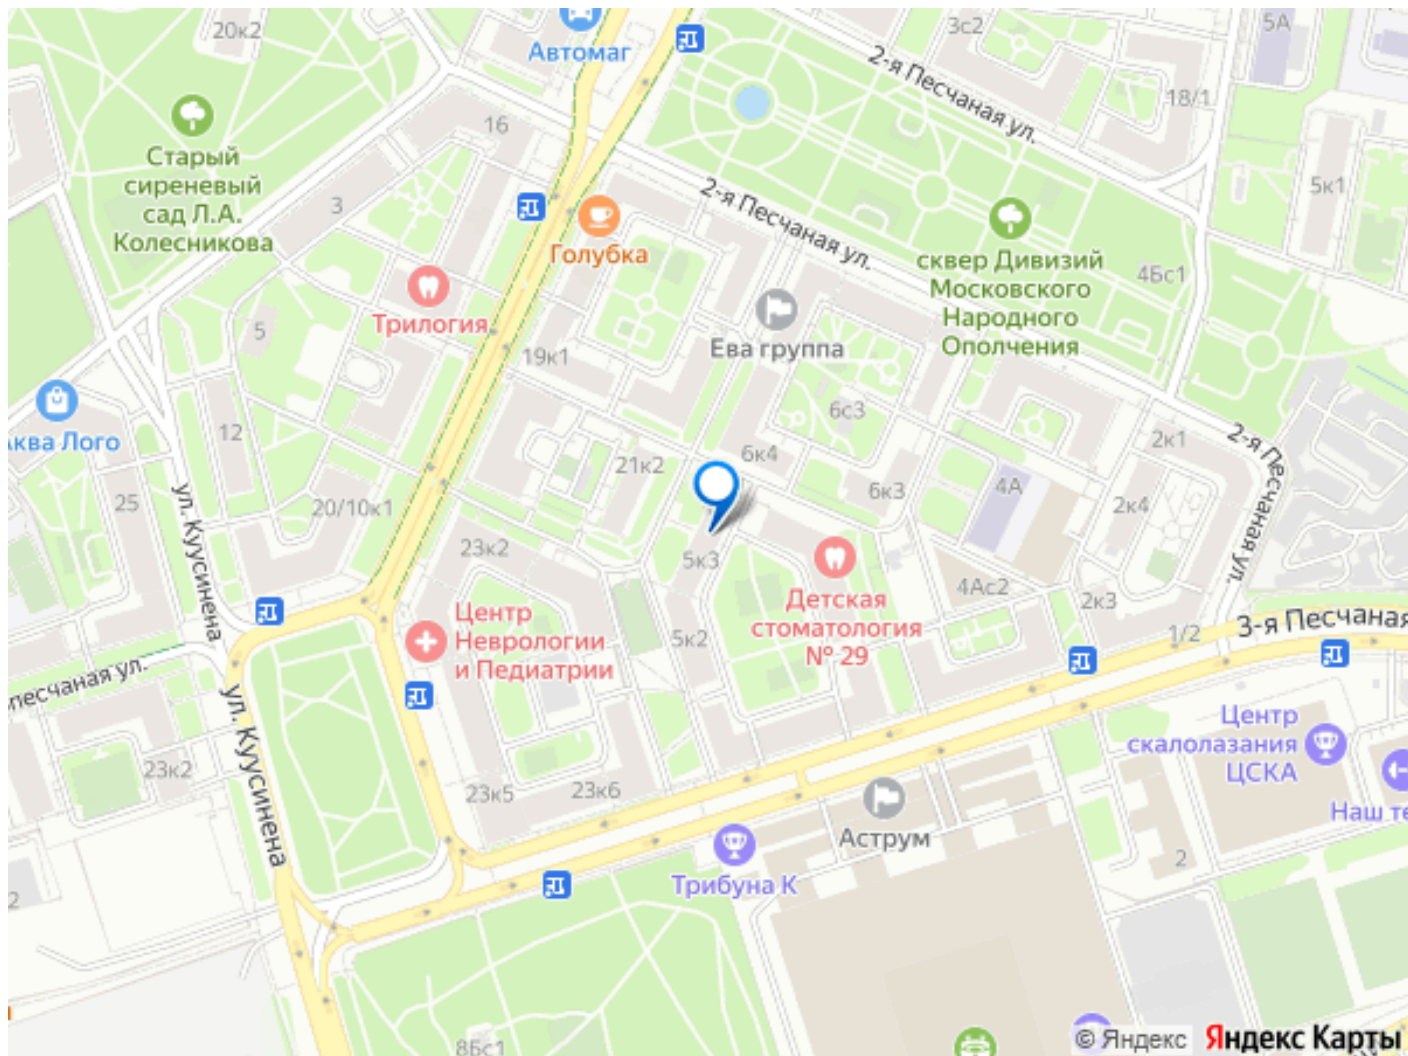 20к2
Автомаг
3с2
5А
2-я Песчаная ул.
18/1
16
Старый
сиреневый
сад Л.А.
Колесникова
3
5к1
2-я Песчаная ул.
Голубка
сквер Дивизий
Московского
Народного
Ополчения
4Бс1
Трилогия
5
Ева группа
19к1
6с3
Аква Лого
12
2к1
2-я Песчаная ул.
21к2
6к4
6к3
4А
2к4
25
20/10к1
ул. Куусинена
23к2
5к3
Детская
стоматология
№ 29
4Ас2
2к3
1/2
3-я Песчаная
Центр
Неврологии
и Педиатрии
5к2
песчаная ул.
ул. Куусинена
23к2
23к5
23к6
Центр
скалолазания
ЦСКА
Аструм
Наш те
Трибуна К
2
2
8Бс1
© Яндекс Яндекс Карты